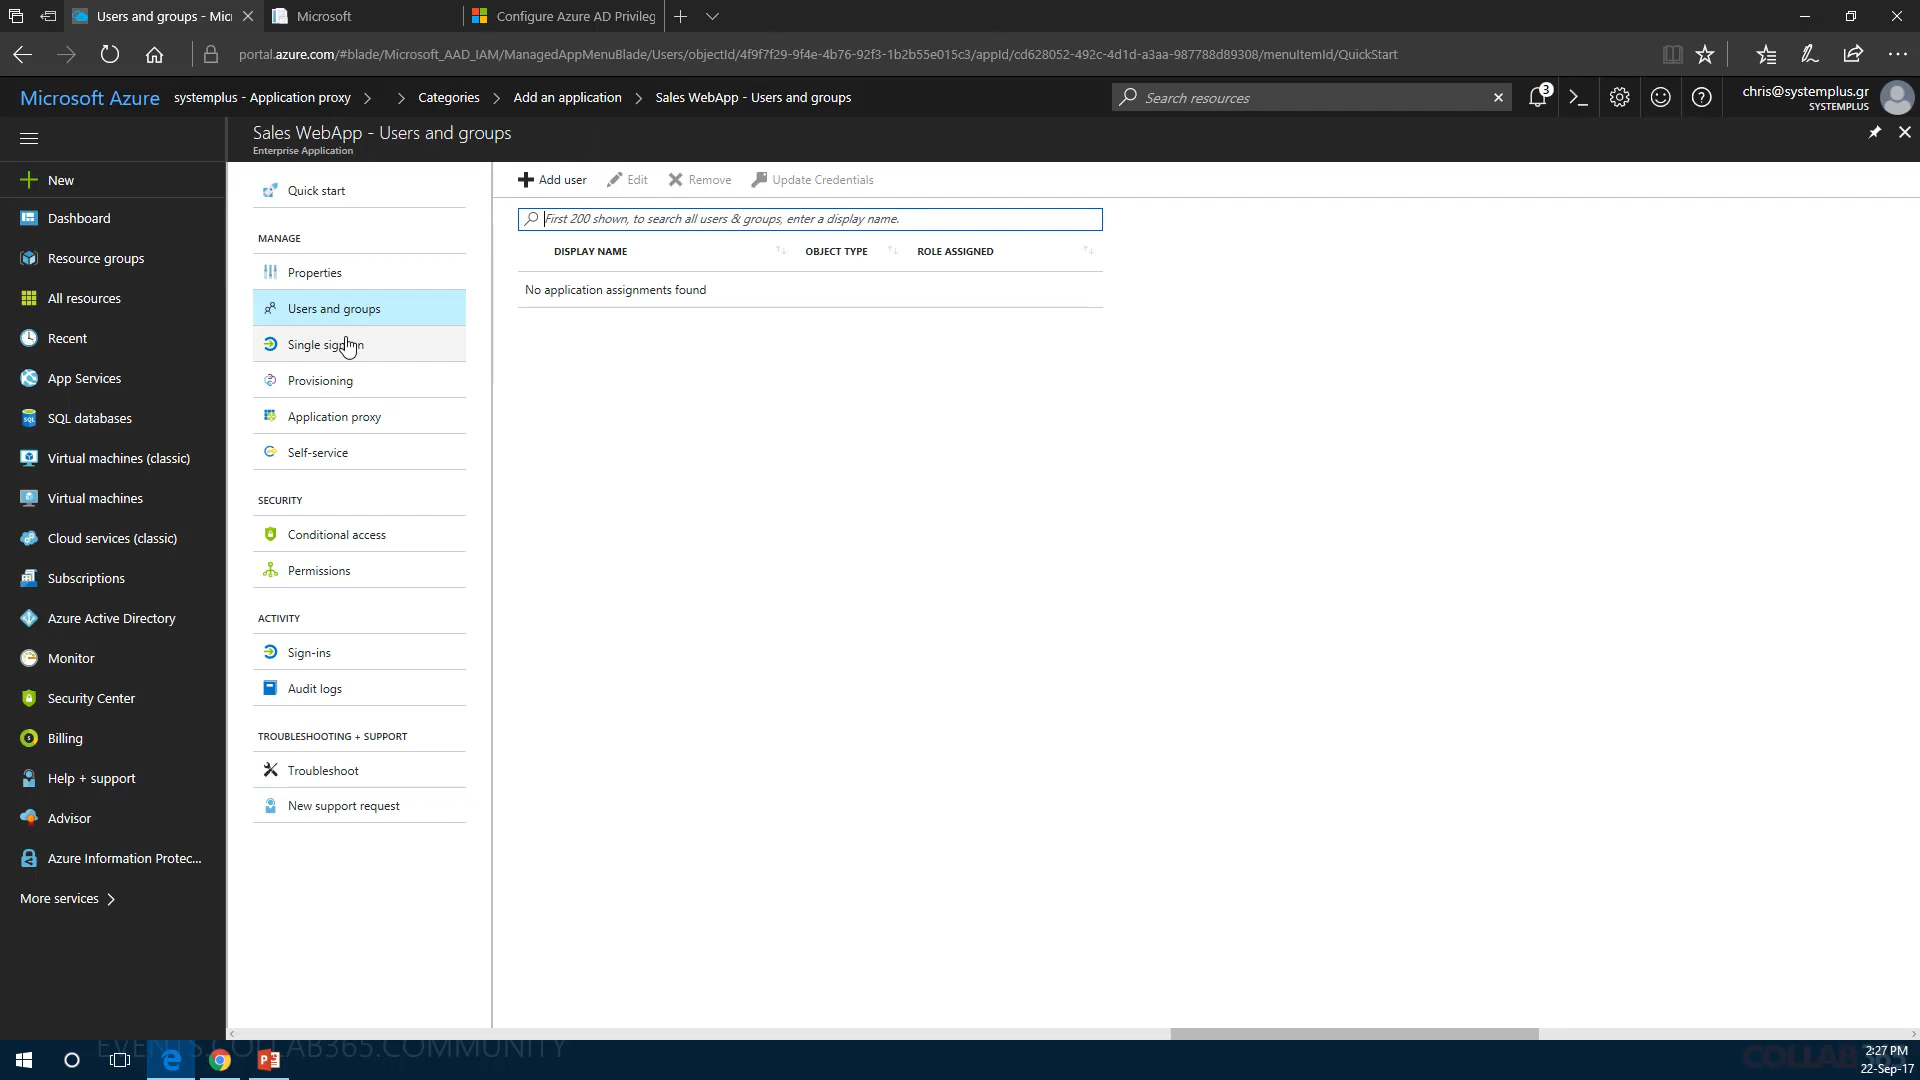 Users and groups - Mic
Microsoft
Configure Azure AD Privileg
portal.azure.com/#blade/Microsoft_AAD_IAM/ManagedAppMenuBlade/Users/objectId/4f9f7f29-9f4e-4b76-92f3-1b2b55e015c3/appId/cd628052-492c-4d1d-a3aa-987788d89308/menuItemId/QuickStart
Microsoft Azure systemplus - Application proxy > > Categories > Add an application > Sales WebApp - Users and groups
Search resources
3
chris@systemplus.gr
SYSTEMPLUS
Sales WebApp - Users and groups
Enterprise Application
New
Dashboard
Resource groups
All resources
Recent
App Services
SQL databases
Virtual machines (classic)
Virtual machines
Cloud services (classic)
Subscriptions
Azure Active Directory
Monitor
Security Center
Billing
Help + support
Advisor
Azure Information Protec...
More services >
Quick start
MANAGE
Properties
Users and groups
Single sign-on
Provisioning
Application proxy
Self-service
SECURITY
Conditional access
Permissions
ACTIVITY
Sign-ins
Audit logs
TROUBLESHOOTING + SUPPORT
Troubleshoot
New support request
Add user Edit Remove Update Credentials
First 200 shown, to search all users & groups, enter a display name.
DISPLAY NAME OBJECT TYPE ROLE ASSIGNED
No application assignments found
EVENTS.COLLAB365.COMMUNITY
2:27 PM
22-Sep-17